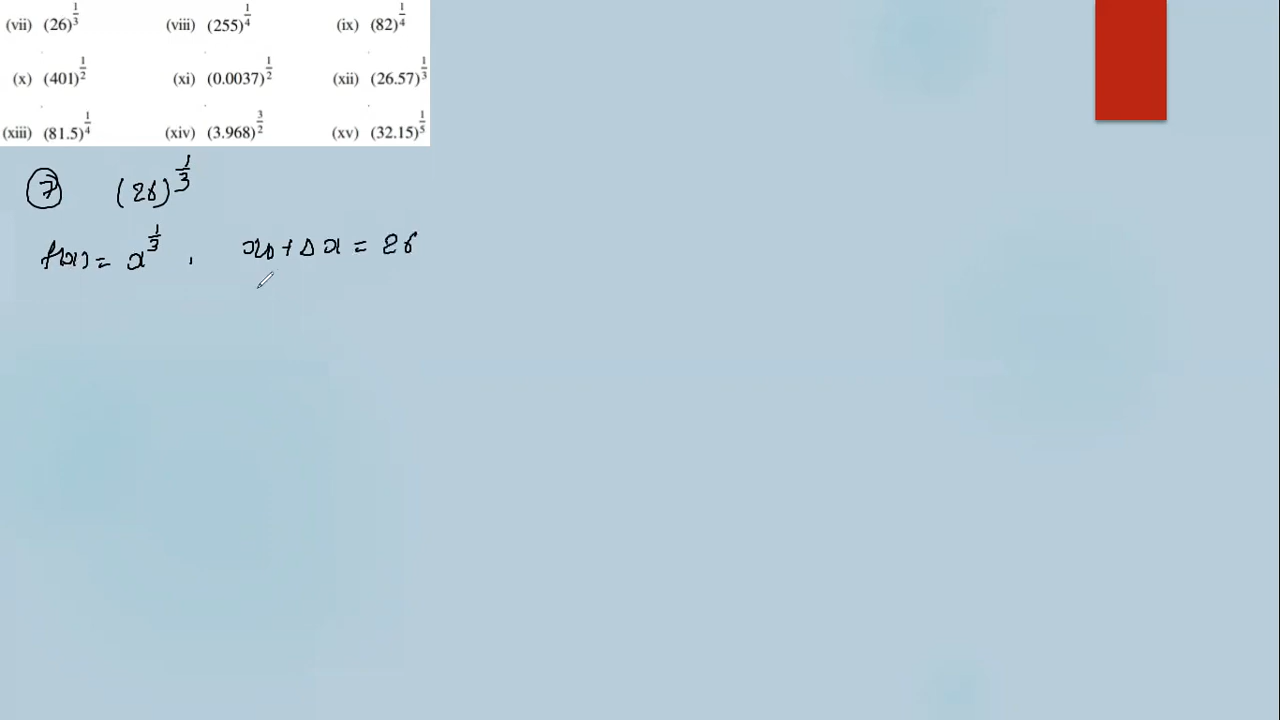 (vii) (26)^{1/3} (viii) (255)^{1/4} (ix) (82)^{1/4}
(x) (401)^{1/2} (xi) (0.0037)^{1/2} (xii) (26.57)^{1/3}
(xiii) (81.5)^{1/4} (xiv) (3.968)^{3/2} (xv) (32.15)^{1/5}
⑦ (26)^{1/3}
f(x) = x^{1/3} , x₀ + Δx = 26